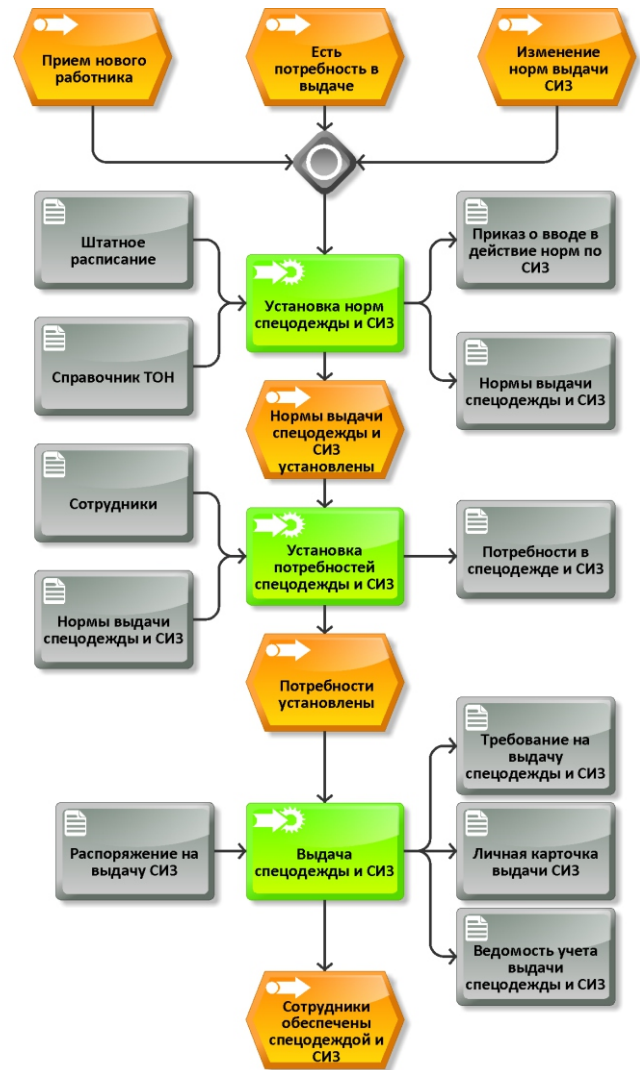 Прием нового
работника
Есть
потребность в
выдаче
Изменение
норм выдачи
СИЗ
Штатное
расписание
Приказ о вводе в
действие норм по
СИЗ
Установка норм
спецодежды и СИЗ
Справочник ТОН
Нормы выдачи
спецодежды и СИЗ
Нормы выдачи
спецодежды и
СИЗ
установлены
Сотрудники
Установка
потребностей
спецодежды и СИЗ
Потребности в
спецодежде и СИЗ
Нормы выдачи
спецодежды и СИЗ
Потребности
установлены
Требование на
выдачу
спецодежды и СИЗ
Распоряжение на
выдачу СИЗ
Выдача
спецодежды и СИЗ
Личная карточка
выдачи СИЗ
Ведомость учета
выдачи
спецодежды и СИЗ
Сотрудники
обеспечены
спецодеждой и
СИЗ